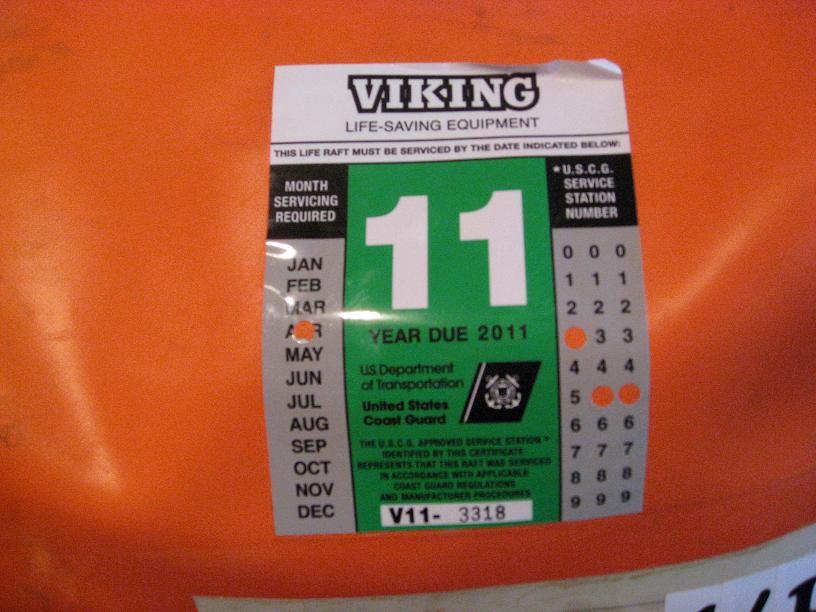 VIKING
LIFE-SAVING EQUIPMENT
THIS LIFE RAFT MUST BE SERVICED BY THE DATE INDICATED BELOW:
MONTH
SERVICING
REQUIRED
JAN
FEB
MAR
MAY
JUN
JUL
AUG
SEP
OCT
NOV
DEC
11
YEAR DUE 2011
U.S. Department
of Transportation
United States
Coast Guard
THE U.S.C.G. APPROVED SERVICE STATION *
IDENTIFIED BY THIS CERTIFICATE
REPRESENTS THAT THIS RAFT WAS SERVICED
IN ACCORDANCE WITH APPLICABLE
COAST GUARD REGULATIONS
AND MANUFACTURER PROCEDURES
V11- 3318
*U.S.C.G.
SERVICE
STATION
NUMBER
0 0 0
1 1 1
2 2 2
3 3
4 4 4
5
6 6 6
7 7 7
8 8 8
9 9 9